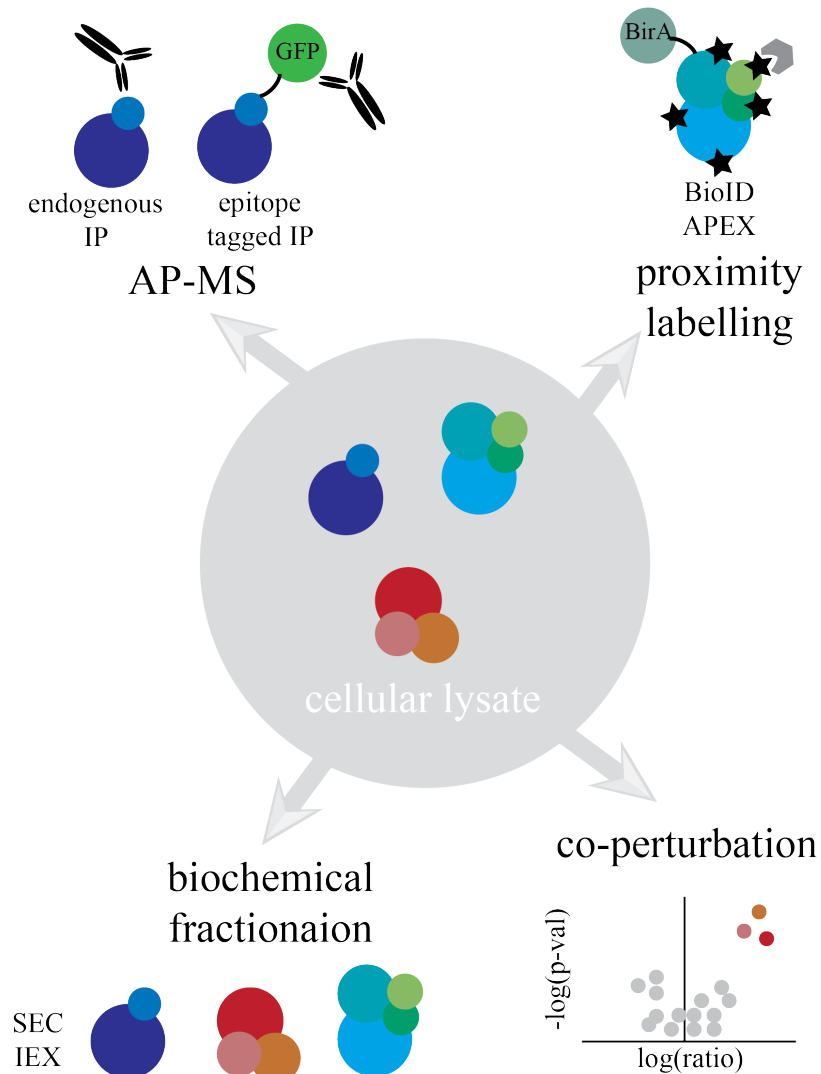 GFP
BirA
endogenous
IP
epitope
tagged IP
AP-MS
BioID
APEX
proximity
labelling
cellular lysate
biochemical
fractionaion
SEC
IEX
co-perturbation
-log(p-val)
log(ratio)